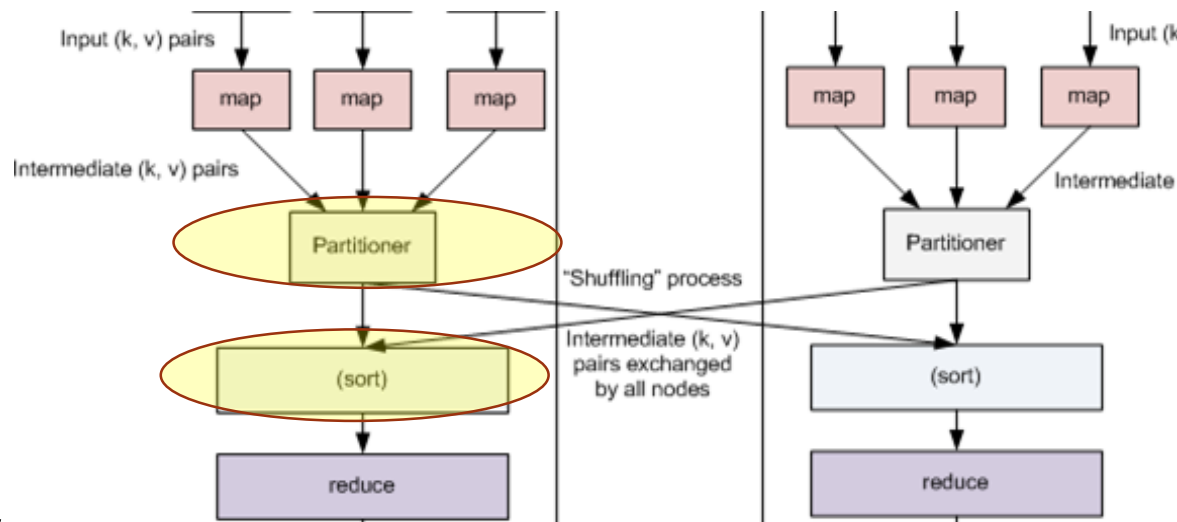 Input (k, v) pairs
Input (k
map
map
map
map
map
map
Intermediate (k, v) pairs
Intermediate
Partitioner
Partitioner
"Shuffling" process
Intermediate (k, v)
pairs exchanged
by all nodes
(sort)
(sort)
reduce
reduce